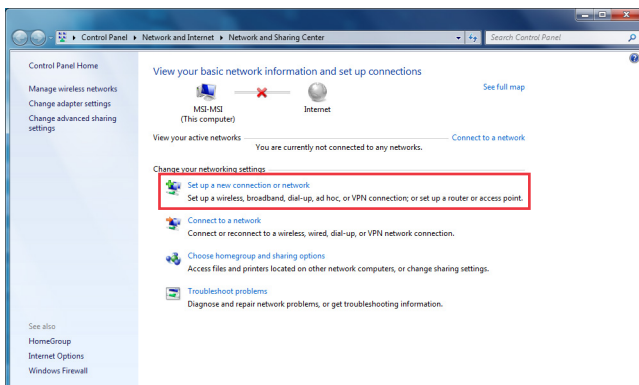 Control Panel ▸ Network and Internet ▸ Network and Sharing Center
Search Control Panel
Control Panel Home
Manage wireless networks
Change adapter settings
Change advanced sharing
settings
See also
HomeGroup
Internet Options
Windows Firewall
View your basic network information and set up connections
See full map
MSI-MSI
(This computer)
Internet
View your active networks
Connect to a network
You are currently not connected to any networks.
Change your networking settings
Set up a new connection or network
Set up a wireless, broadband, dial-up, ad hoc, or VPN connection; or set up a router or access point.
Connect to a network
Connect or reconnect to a wireless, wired, dial-up, or VPN network connection.
Choose homegroup and sharing options
Access files and printers located on other network computers, or change sharing settings.
Troubleshoot problems
Diagnose and repair network problems, or get troubleshooting information.